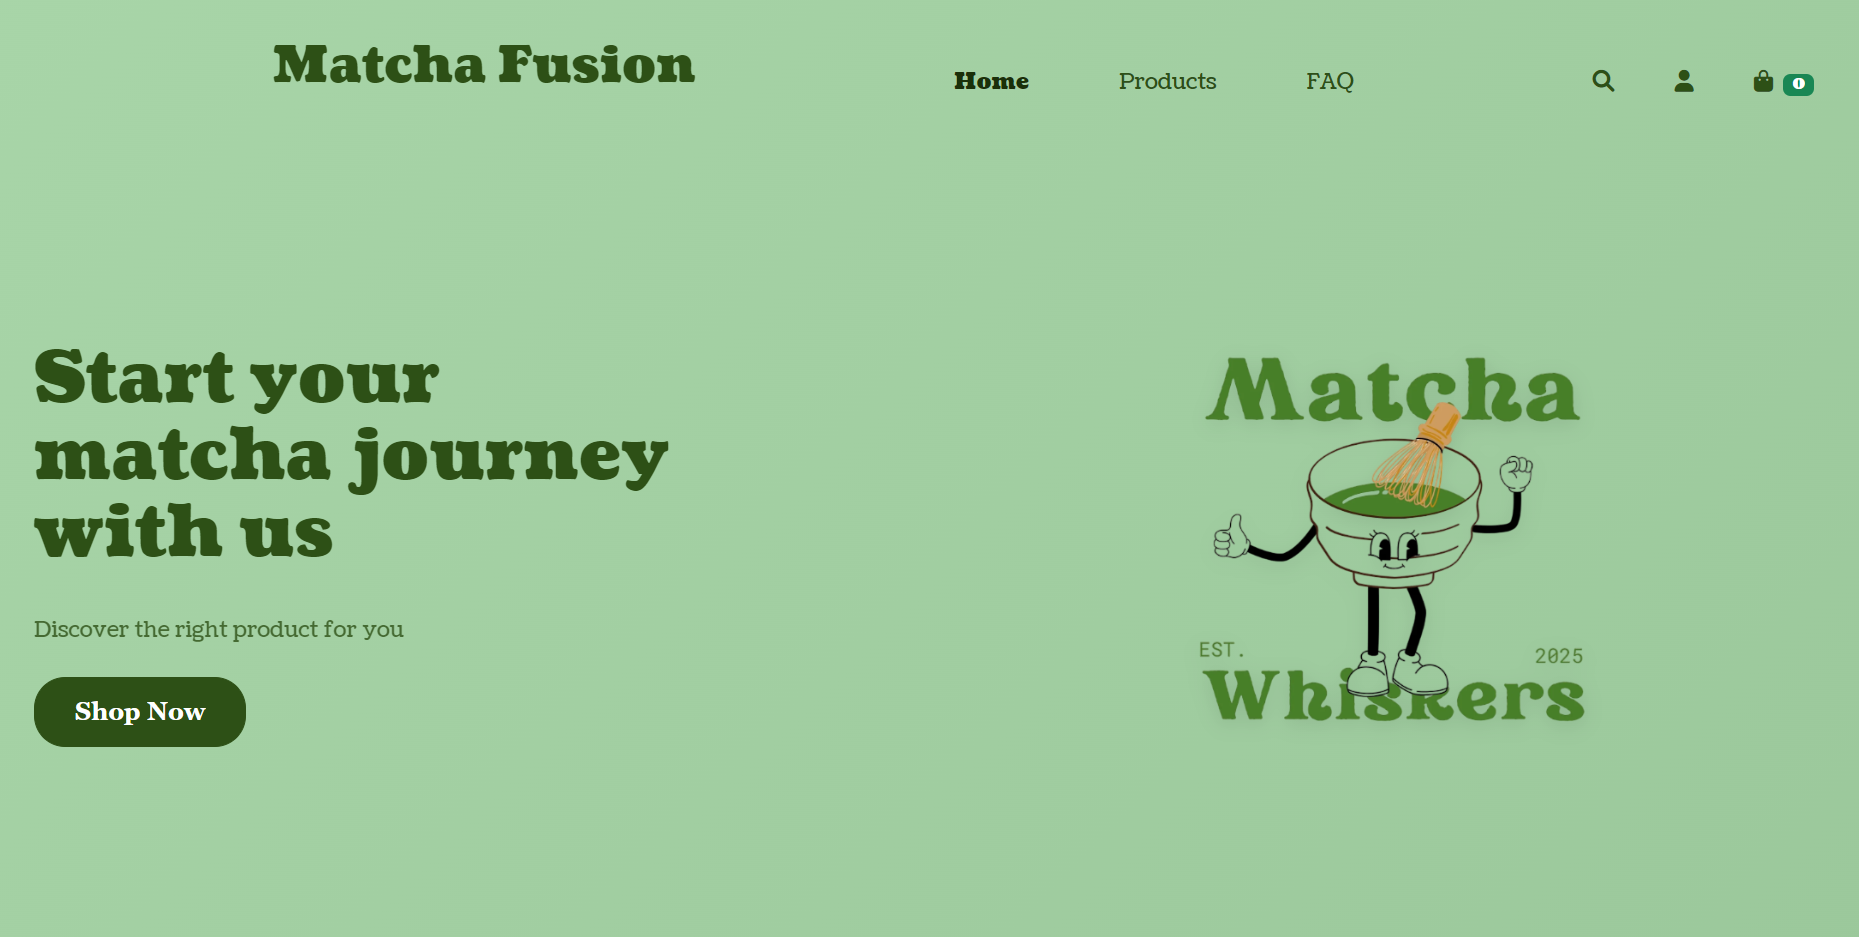 Matcha Fusion
Home Products FAQ
0
Start your
matcha journey
with us
Discover the right product for you
Shop Now
Matcha
EST. 2025
Whiskers